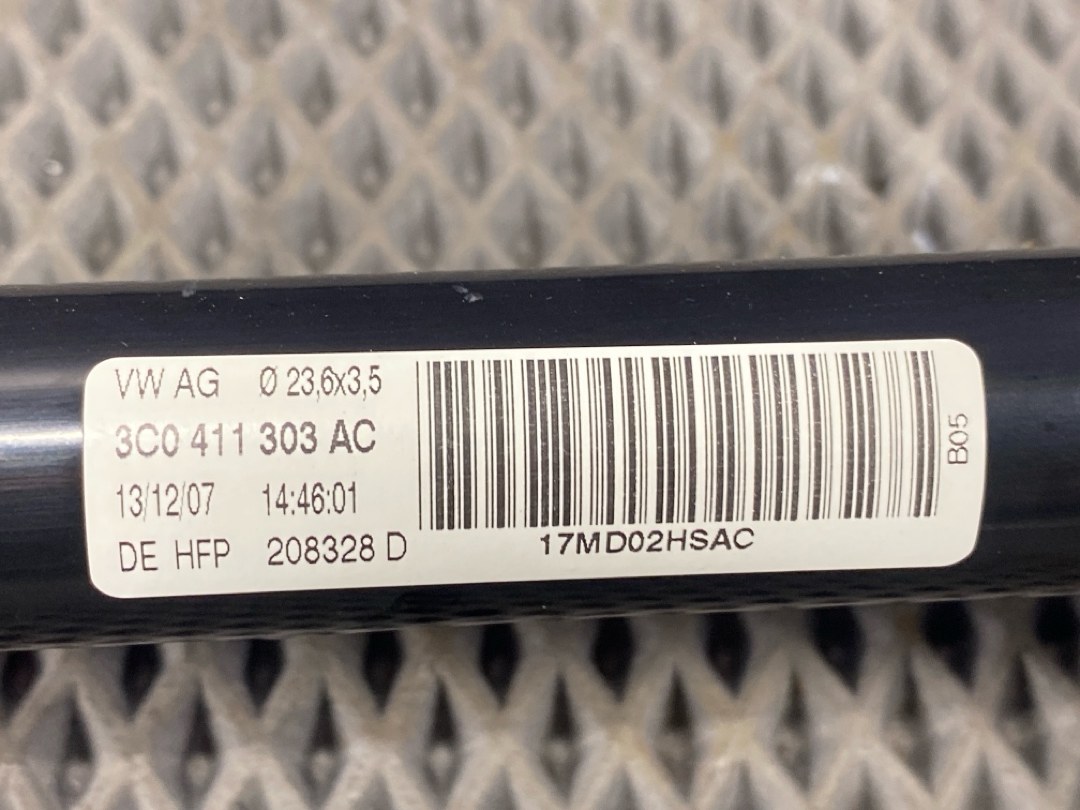 VW AG Ø 23,6x3,5
3C0 411 303 AC
13/12/07 14:46:01
DE HFP 208328 D
17MD02HSAC
B05